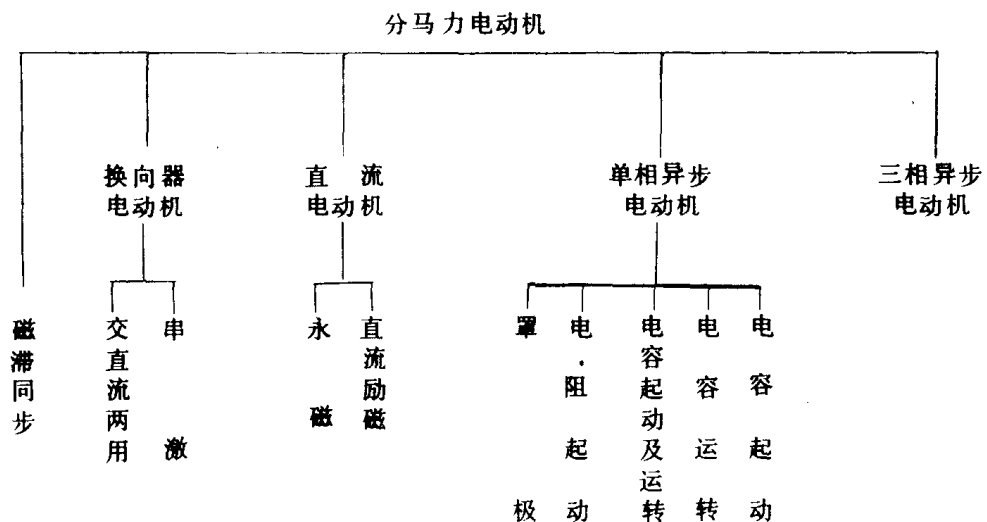 分马力电动机
换向器
电动机
直流
电动机
单相异步
电动机
三相异步
电动机
磁滞同步
交直流两用
串激
永磁
直流励磁
罩极
电阻起动
电容起动及运转
电容运转
电容起动